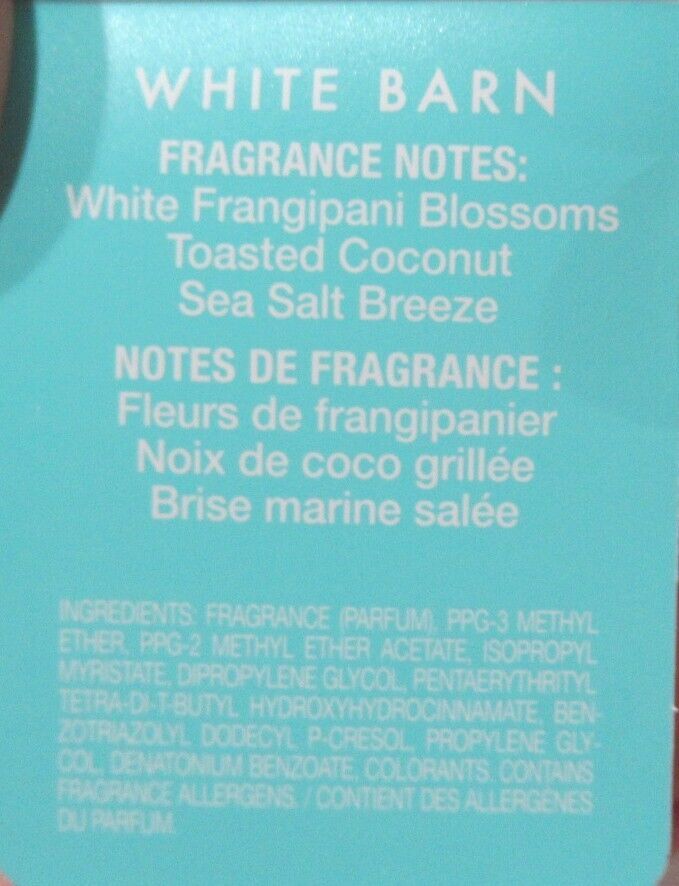 WHITE BARN
FRAGRANCE NOTES:
White Frangipani Blossoms
Toasted Coconut
Sea Salt Breeze
NOTES DE FRAGRANCE :
Fleurs de frangipanier
Noix de coco grillée
Brise marine salée
INGREDIENTS: FRAGRANCE (PARFUM), PPG-3 METHYL
ETHER, PPG-2 METHYL ETHER ACETATE, ISOPROPYL
MYRISTATE, DIPROPYLENE GLYCOL, PENTAERYTHRITYL
TETRA-DI-T-BUTYL HYDROXYHYDROCINNAMATE, BEN-
ZOTRIAZOLYL DODECYL P-CRESOL, PROPYLENE GLY-
COL, DENATONIUM BENZOATE, COLORANTS. CONTAINS
FRAGRANCE ALLERGENS. / CONTIENT DES ALLERGÈNES
DU PARFUM.